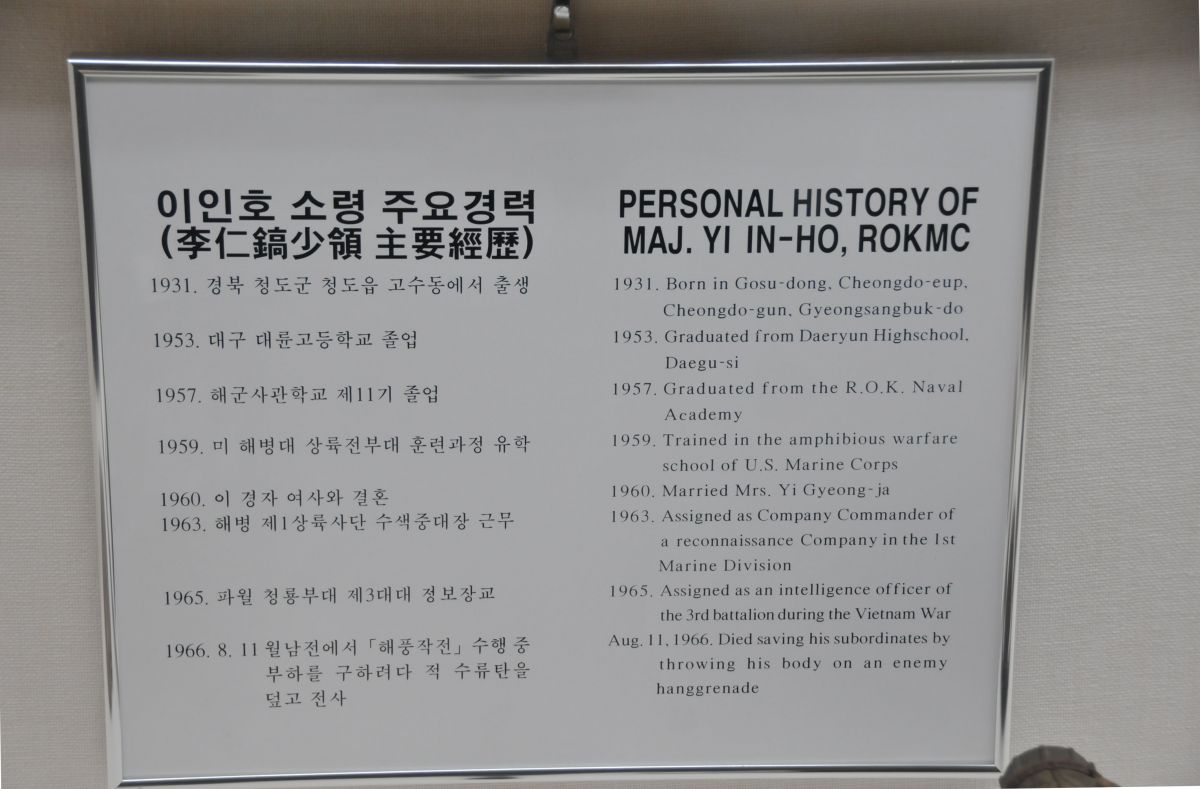 이인호 소령 주요경력
(李仁鎬少領 主要經歷)
1931. 경북 청도군 청도읍 고수동에서 출생
1953. 대구 대륜고등학교 졸업
1957. 해군사관학교 제11기 졸업
1959. 미 해병대 상륙전부대 훈련과정 유학
1960. 이 경자 여사와 결혼
1963. 해병 제1상륙사단 수색중대장 근무
1965. 파월 청룡부대 제3대대 정보장교
1966. 8. 11 월남전에서 「해풍작전」 수행 중
부하를 구하려다 적 수류탄을
덮고 전사
PERSONAL HISTORY OF
MAJ. YI IN-HO, ROKMC
1931. Born in Gosu-dong, Cheongdo-eup,
Cheongdo-gun, Gyeongsangbuk-do
1953. Graduated from Daeryun Highschool,
Daegu-si
1957. Graduated from the R.O.K. Naval
Academy
1959. Trained in the amphibious warfare
school of U.S. Marine Corps
1960. Married Mrs. Yi Gyeong-ja
1963. Assigned as Company Commander of
a reconnaissance Company in the 1st
Marine Division
1965. Assigned as an intelligence officer of
the 3rd battalion during the Vietnam War
Aug. 11, 1966. Died saving his subordinates by
throwing his body on an enemy
hanggrenade